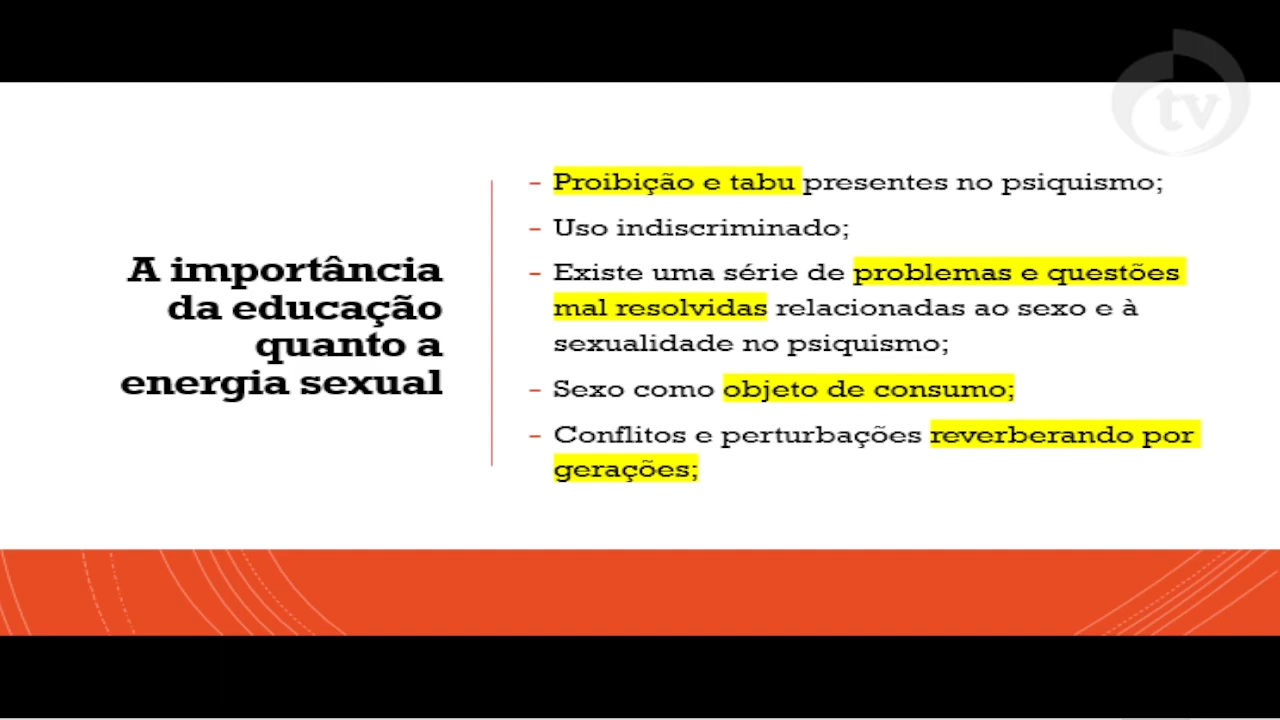 A importância
da educação
quanto a
energia sexual
– Proibição e tabu presentes no psiquismo;
– Uso indiscriminado;
– Existe uma série de problemas e questões
mal resolvidas relacionadas ao sexo e à
sexualidade no psiquismo;
– Sexo como objeto de consumo;
– Conflitos e perturbações reverberando por
gerações;
tv